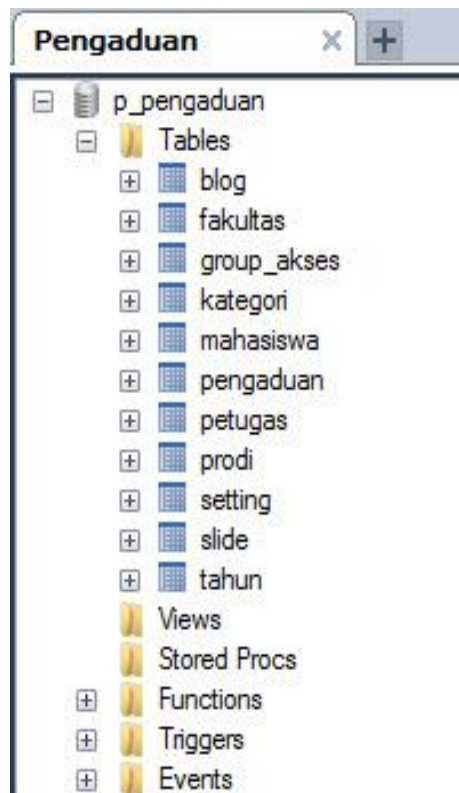 Pengaduan
p_pengaduan
Tables
blog
fakultas
group_akses
kategori
mahasiswa
pengaduan
petugas
prodi
setting
slide
tahun
Views
Stored Procs
Functions
Triggers
Events